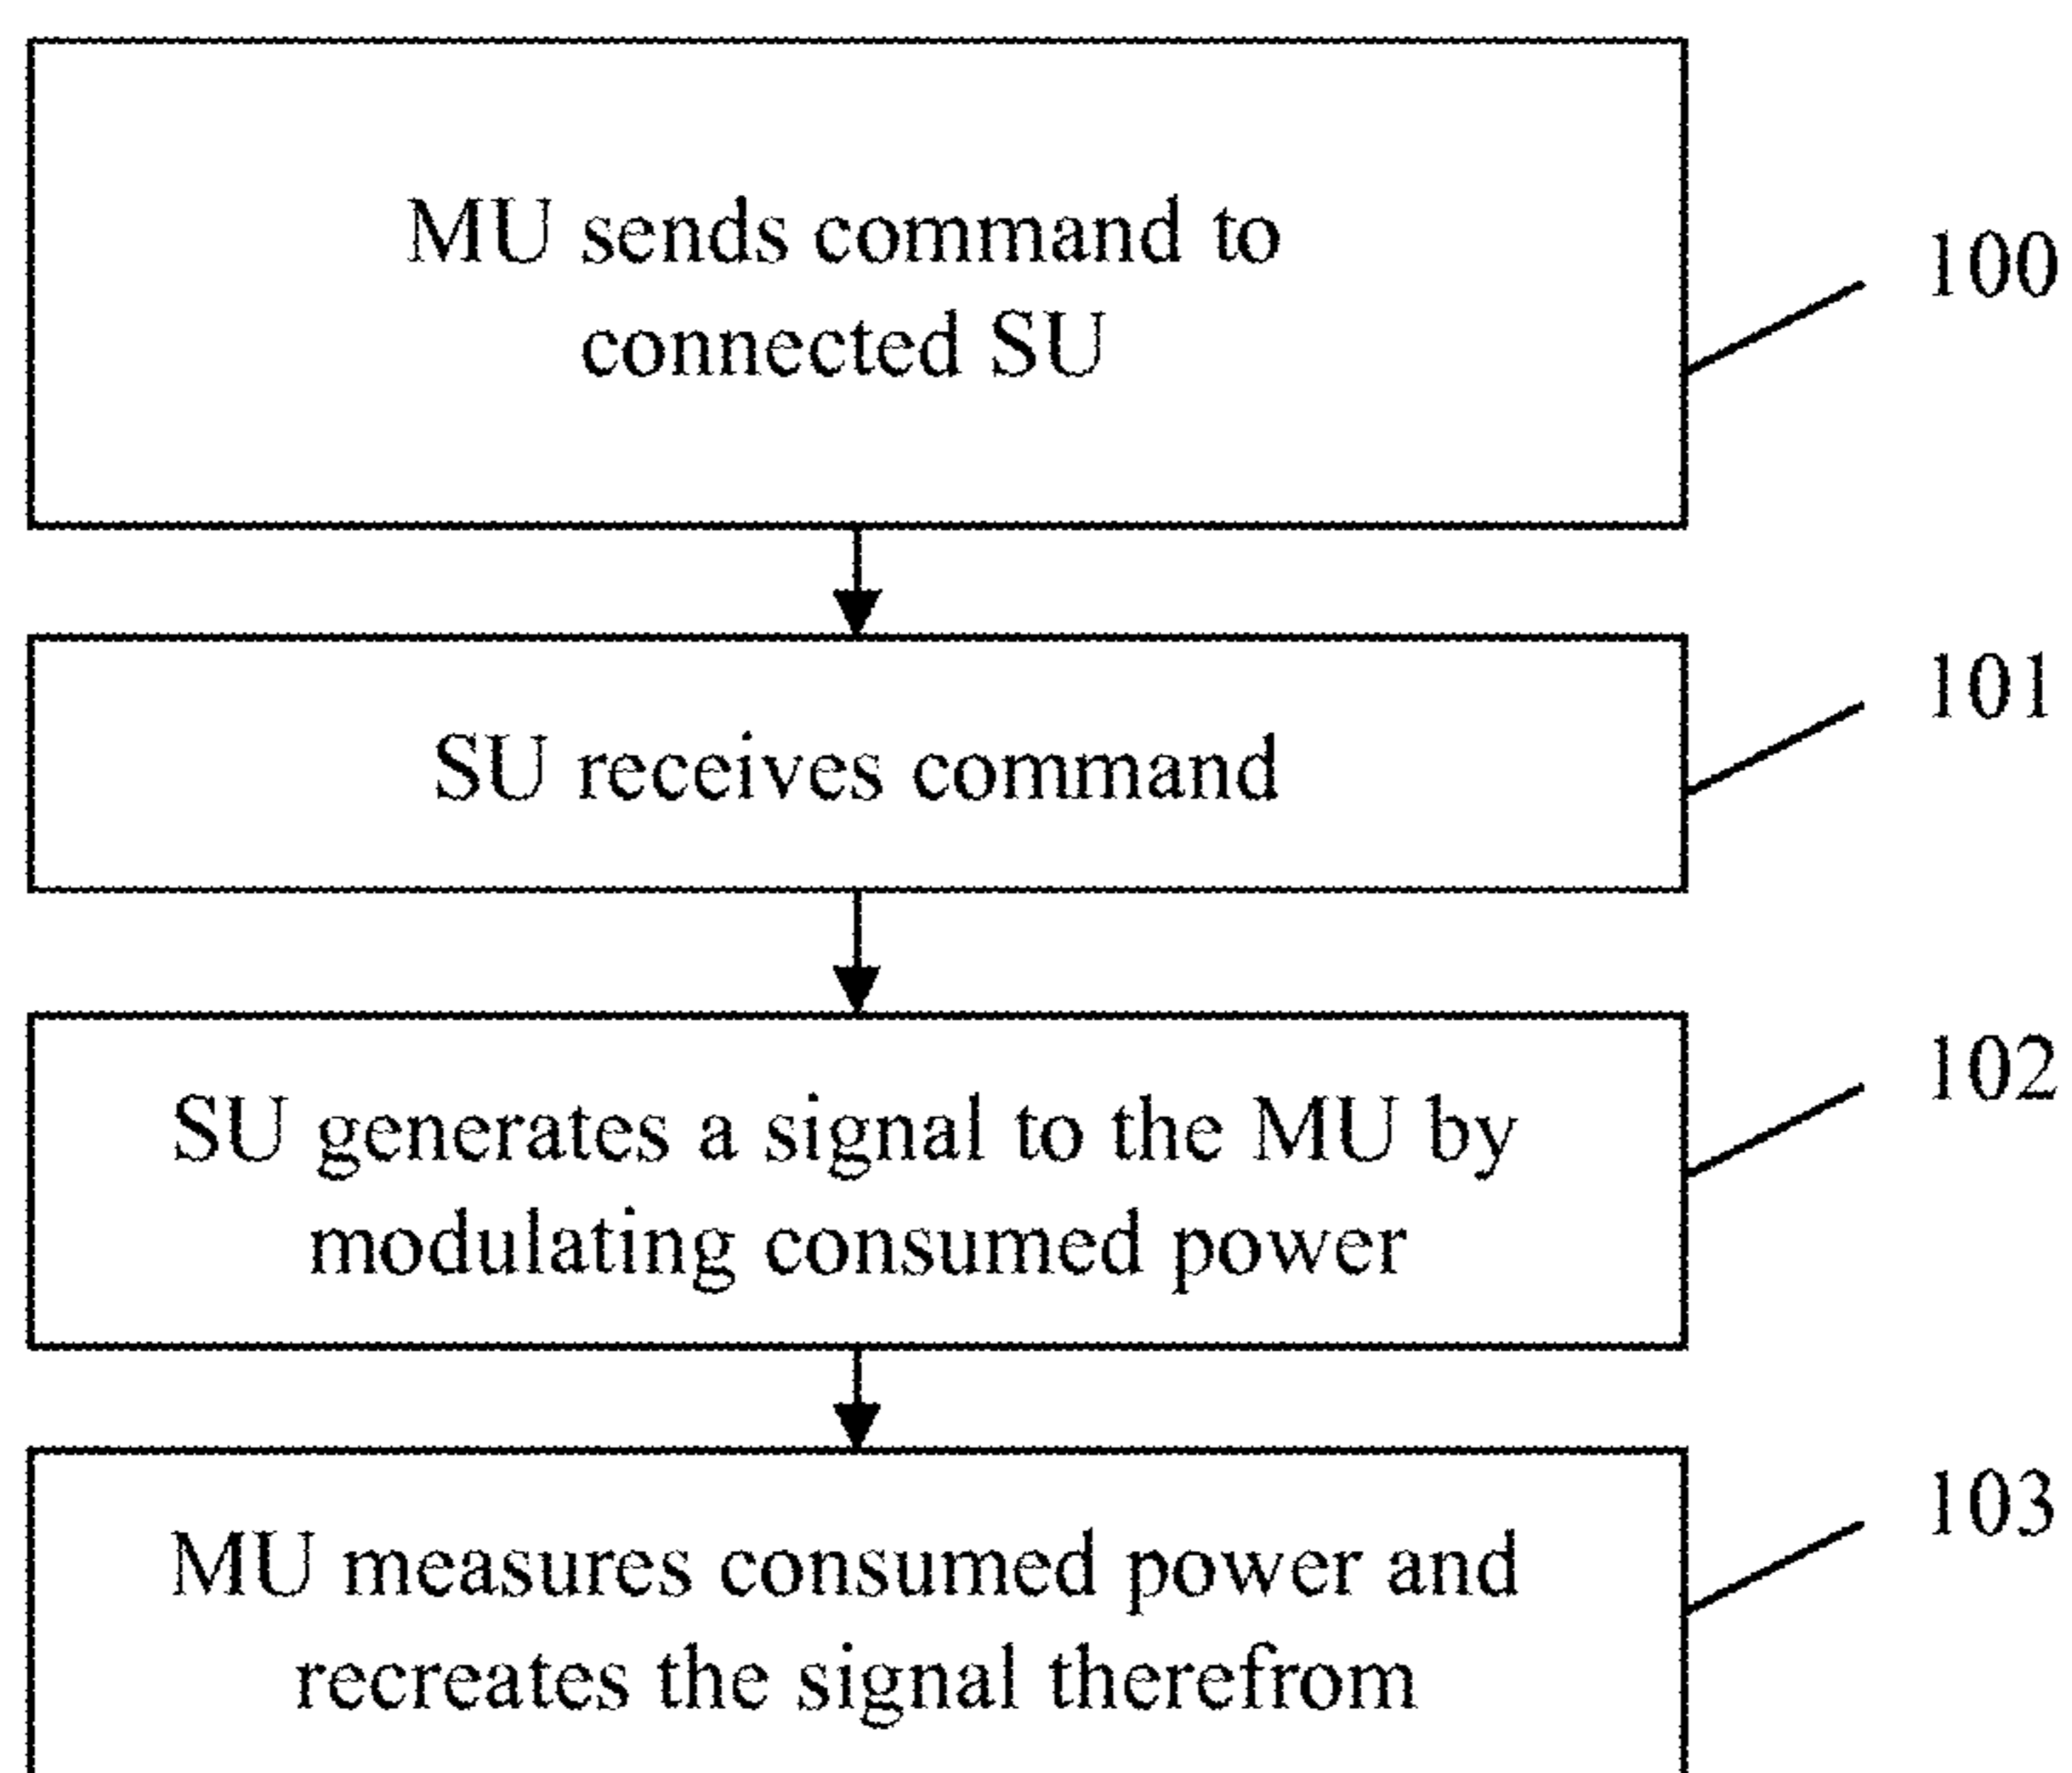 MU sends command to
connected SU
100
SU receives command
101
SU generates a signal to the MU by
modulating consumed power
102
MU measures consumed power and
recreates the signal therefrom
103